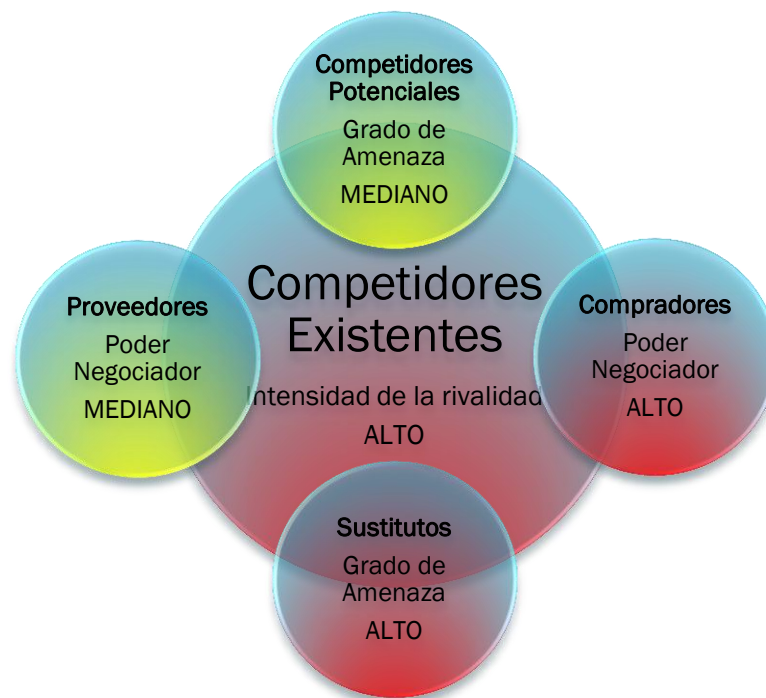 Competidores
Potenciales
Grado de
Amenaza
MEDIANO
Competidores
Existentes
Intensidad de la rivalidad
ALTO
Proveedores
Poder
Negociador
MEDIANO
Compradores
Poder
Negociador
ALTO
Sustitutos
Grado de
Amenaza
ALTO